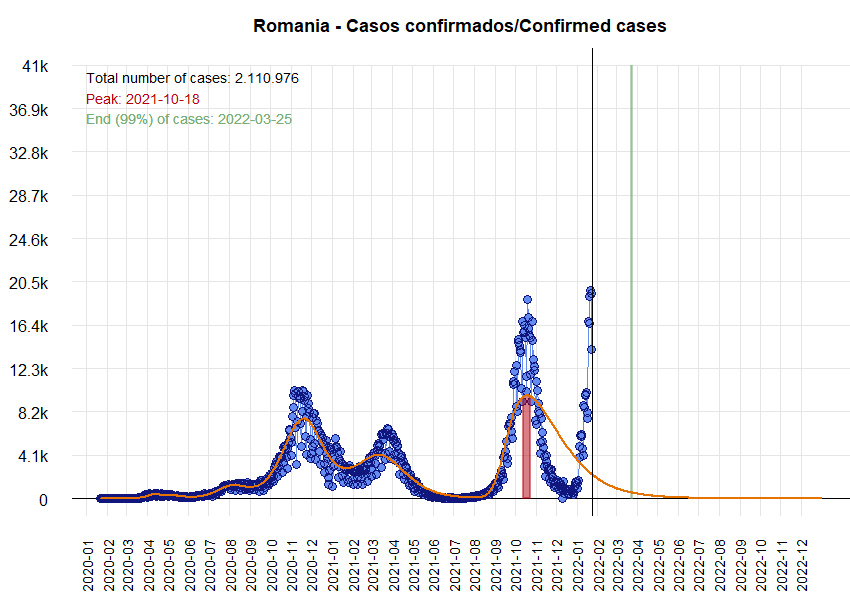 Romania - Casos confirmados/Confirmed cases
41k
Total number of cases: 2.110.976
Peak: 2021-10-18
36.9k
End (99%) of cases: 2022-03-25
32.8k
28.7k
24.6k
20.5k
16.4k
12.3k
8.2k
4.1k
0
2020-01
2020-02
2020-03
2020-04
2020-05
2020-06
2020-07
2020-08
2020-09
2020-10
2020-11
2020-12
2021-01
2021-02
2021-03
2021-04
2021-05
2021-06
2021-07
2021-08
2021-09
2021-10
2021-11
2021-12
2022-01
2022-02
2022-03
2022-04
2022-05
2022-06
2022-07
2022-08
2022-09
2022-10
2022-11
2022-12